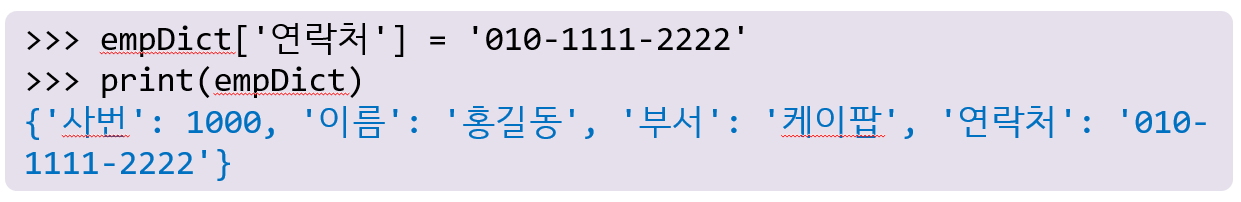 >>> empDict['연락처'] = '010-1111-2222'
>>> print(empDict)
{'사번': 1000, '이름': '홍길동', '부서': '케이팝', '연락처': '010-
1111-2222'}